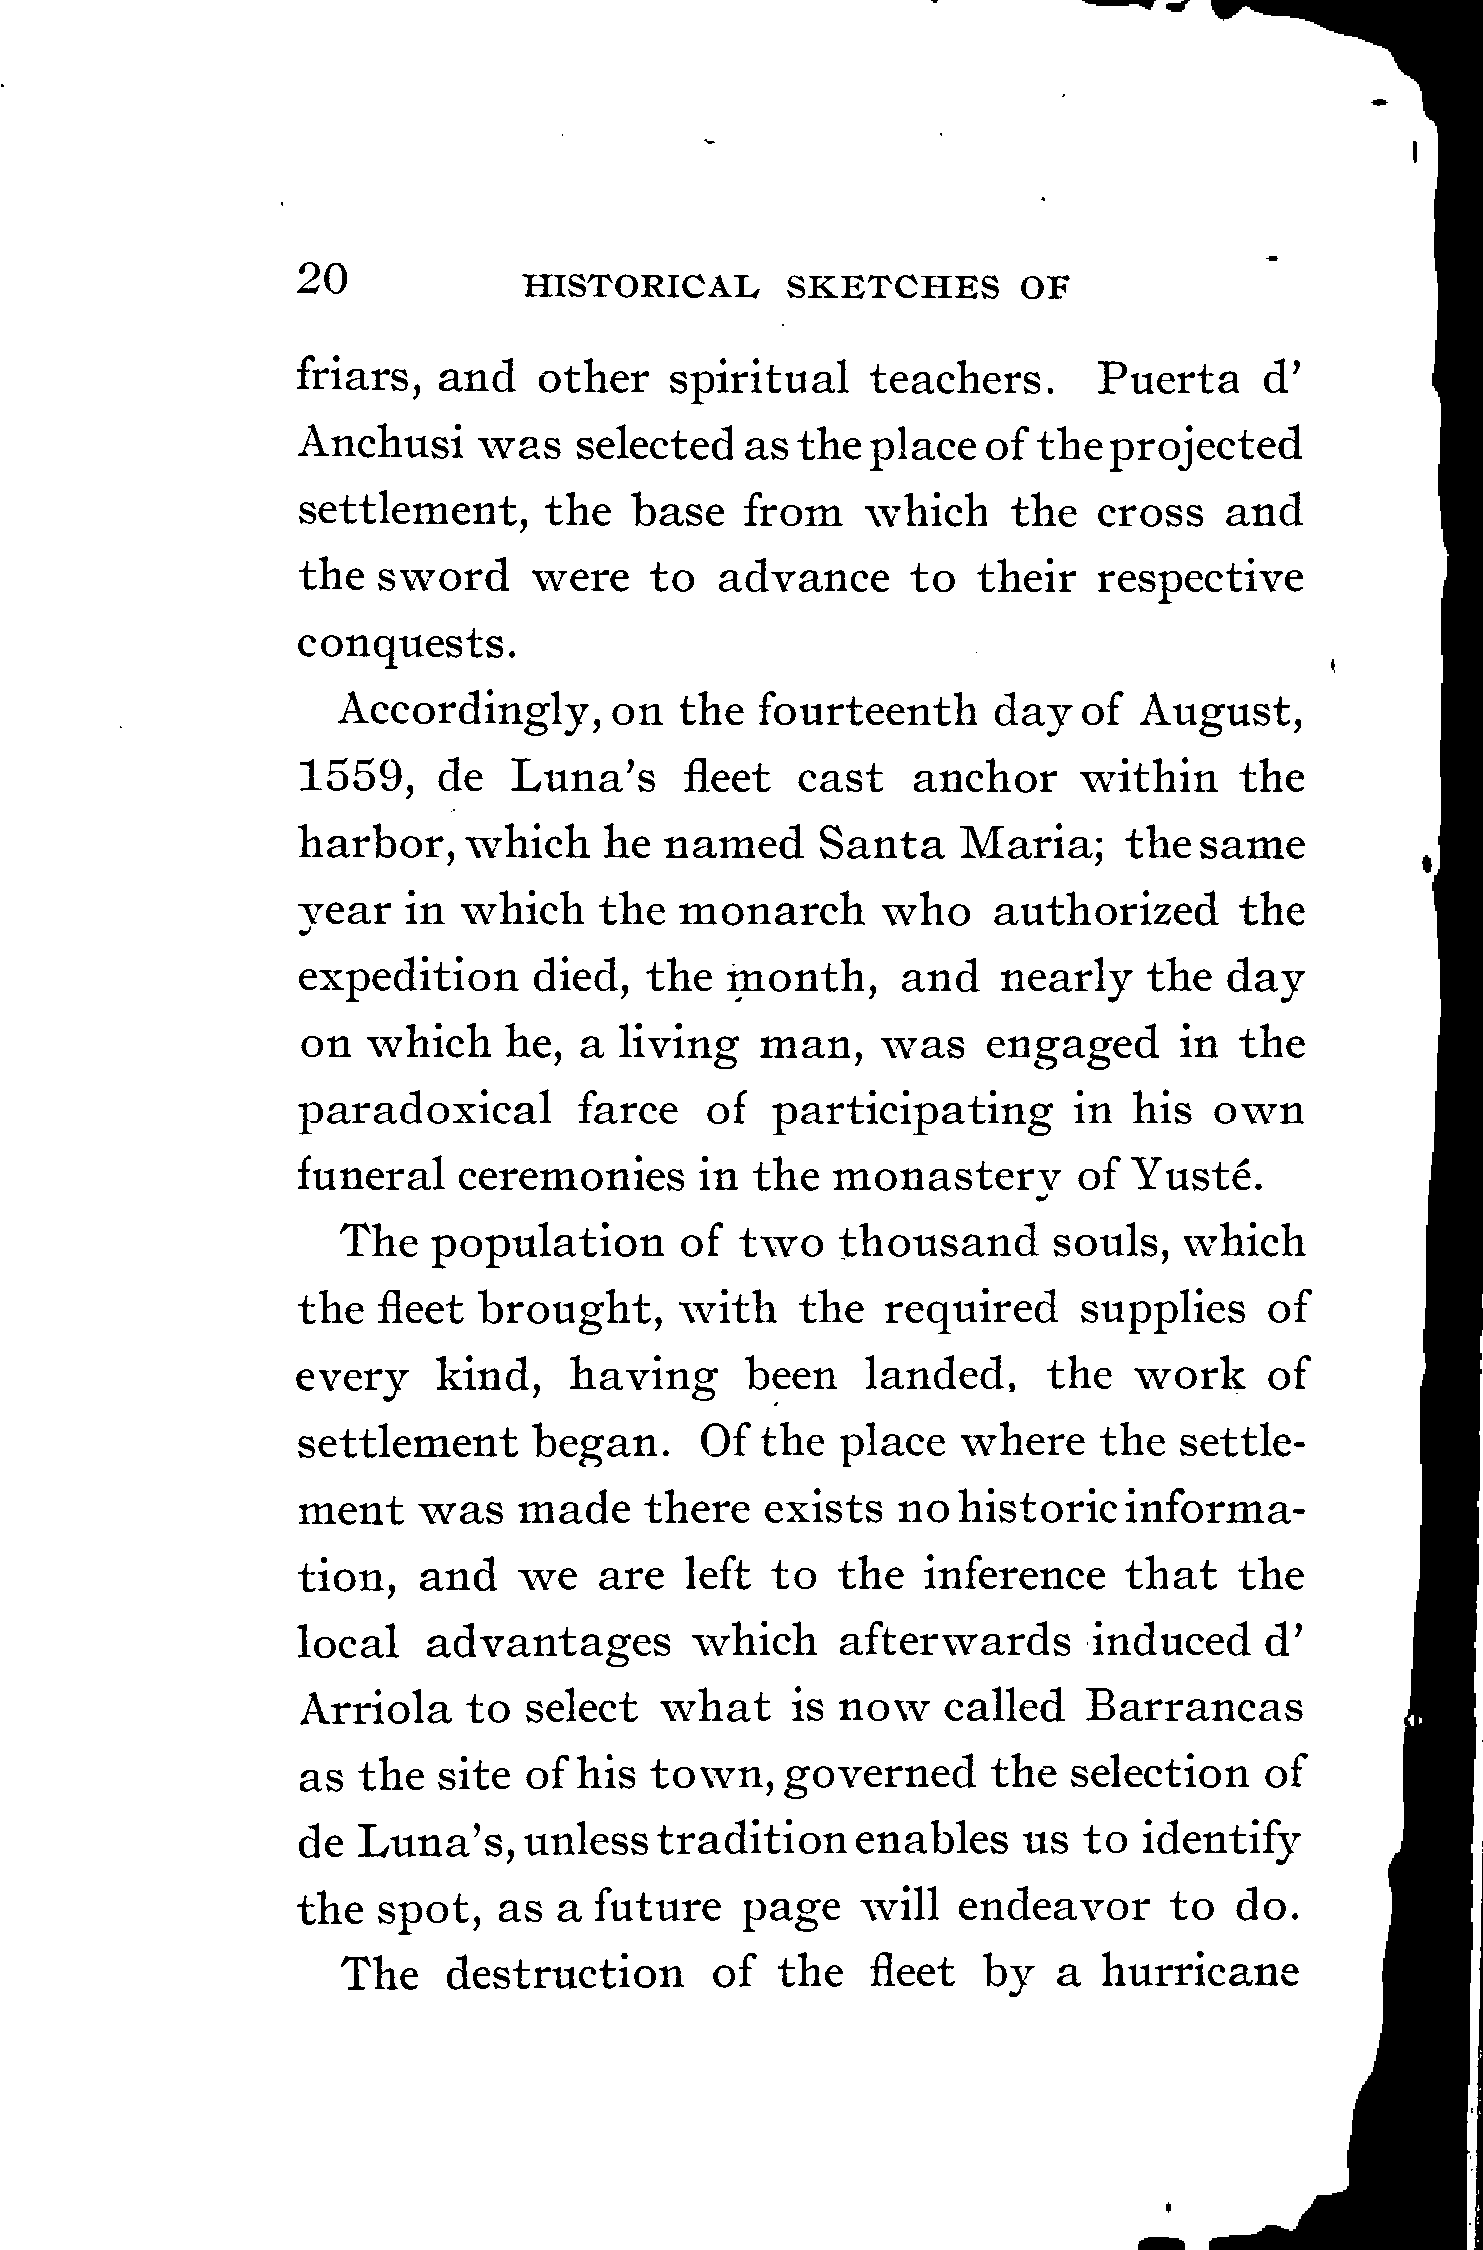 20 HISTORICAL SKETCHES OF
friars, and other spiritual teachers. Puerta d'
Anchusi was selected as the place of the projected
settlement, the base from which the cross and
the sword were to advance to their respective
conquests.
Accordingly, on the fourteenth day of August,
1559, de Luna's fleet cast anchor within the
harbor, which he named Santa Maria; the same
year in which the monarch who authorized the
expedition died, the month, and nearly the day
on which he, a living man, was engaged in the
paradoxical farce of participating in his own
funeral ceremonies in the monastery of Yusté.
The population of two thousand souls, which
the fleet brought, with the required supplies of
every kind, having been landed, the work of
settlement began. Of the place where the settle-
ment was made there exists no historic informa-
tion, and we are left to the inference that the
local advantages which afterwards induced d'
Arriola to select what is now called Barrancas
as the site of his town, governed the selection of
de Luna's, unless tradition enables us to identify
the spot, as a future page will endeavor to do.
The destruction of the fleet by a hurricane